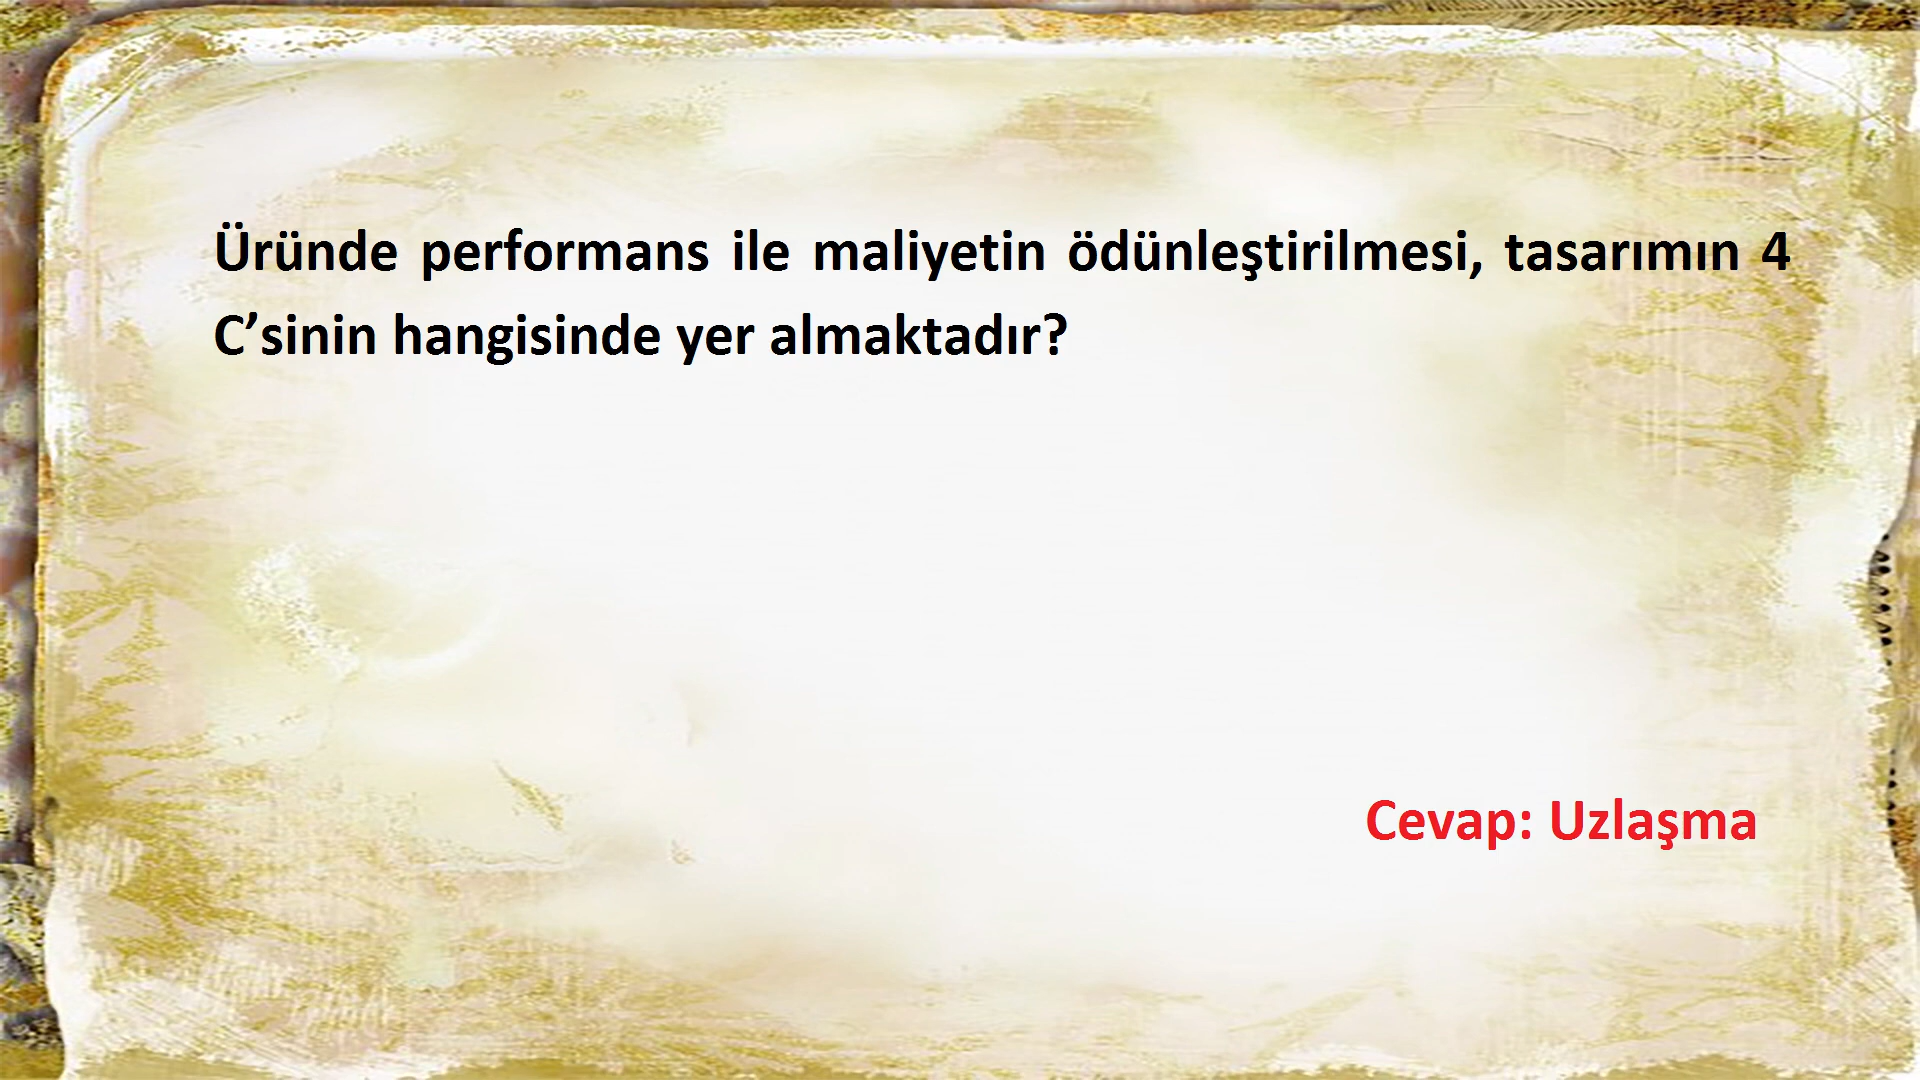 Üründe performans ile maliyetin ödünleştirilmesi, tasarımın 4
C’sinin hangisinde yer almaktadır?
Cevap: Uzlaşma